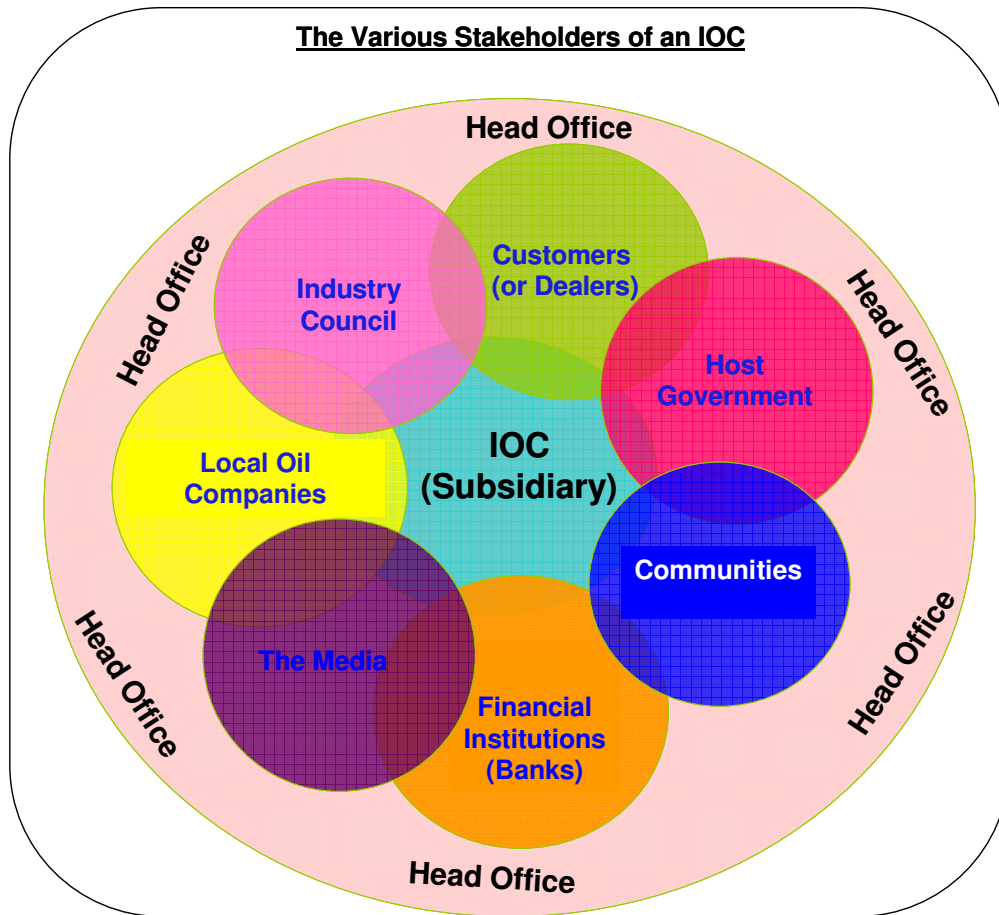 The Various Stakeholders of an IOC
Head Office
Head Office
Head Office
Customers
(or Dealers)
Industry
Council
Host
Government
IOC
(Subsidiary)
Local Oil
Companies
Communities
The Media
Financial
Institutions
(Banks)
Head Office
Head Office
Head Office